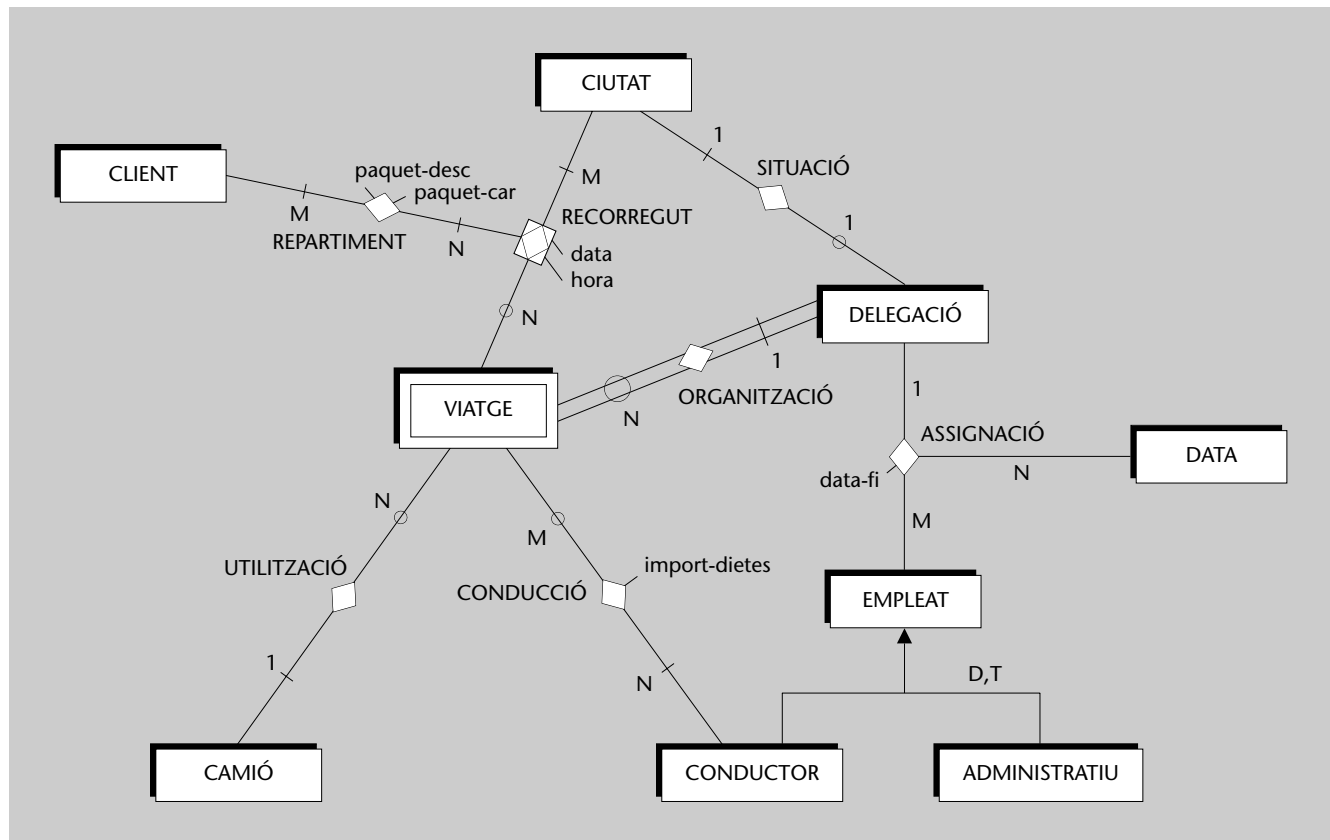 CIUTAT
1
CLIENT
paquet-desc
paquet-car
SITUACIÓ
M
M
RECORREGUT
1
REPARTIMENT
N
data
hora
N
DELEGACIÓ
VIATGE
1
ORGANITZACIÓ
N
1
ASSIGNACIÓ
DATA
N
data-fi
N
M
M
UTILITZACIÓ
import-dietes
CONDUCCIÓ
EMPLEAT
1
N
D,T
CAMIÓ
CONDUCTOR
ADMINISTRATIU